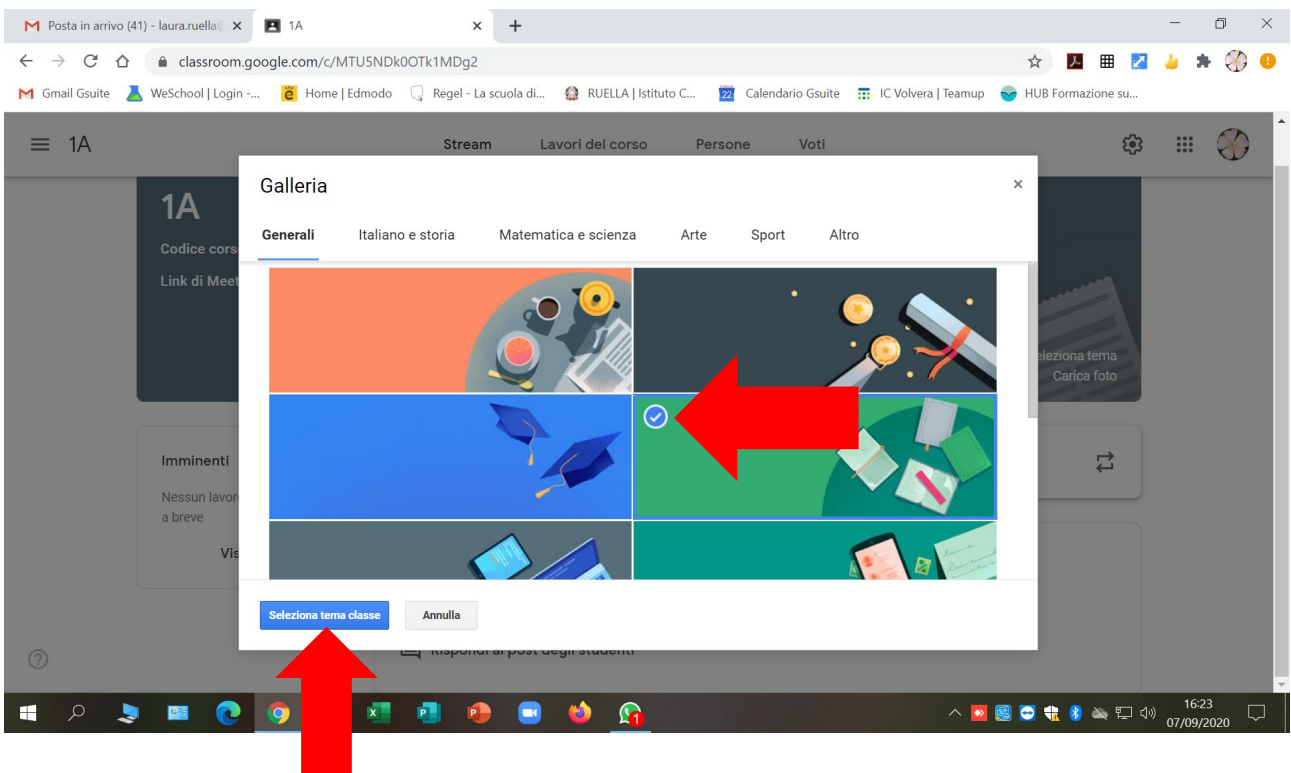 Posta in arrivo (41) - laura.ruella
1A
classroom.google.com/c/MTU5NDk0OTk1MDg2
Gmail Gsuite
WeSchool | Login -...
Home | Edmodo
Regel - La scuola di...
RUELLA | Istituto C...
22
Calendario Gsuite
IC Volvera | Teamup
HUB Formazione su...
1A
Stream
Lavori del corso
Persone
Voti
Galleria
×
Generali
Italiano e storia
Matematica e scienza
Arte
Sport
Altro
1A
Codice cors
Link di Meet
eleziona tema
Carica foto
Imminenti
Nessun lavor
a breve
Vis
Seleziona tema classe
Annulla
Rispondi ai post degli studenti
1
16:23
07/09/2020